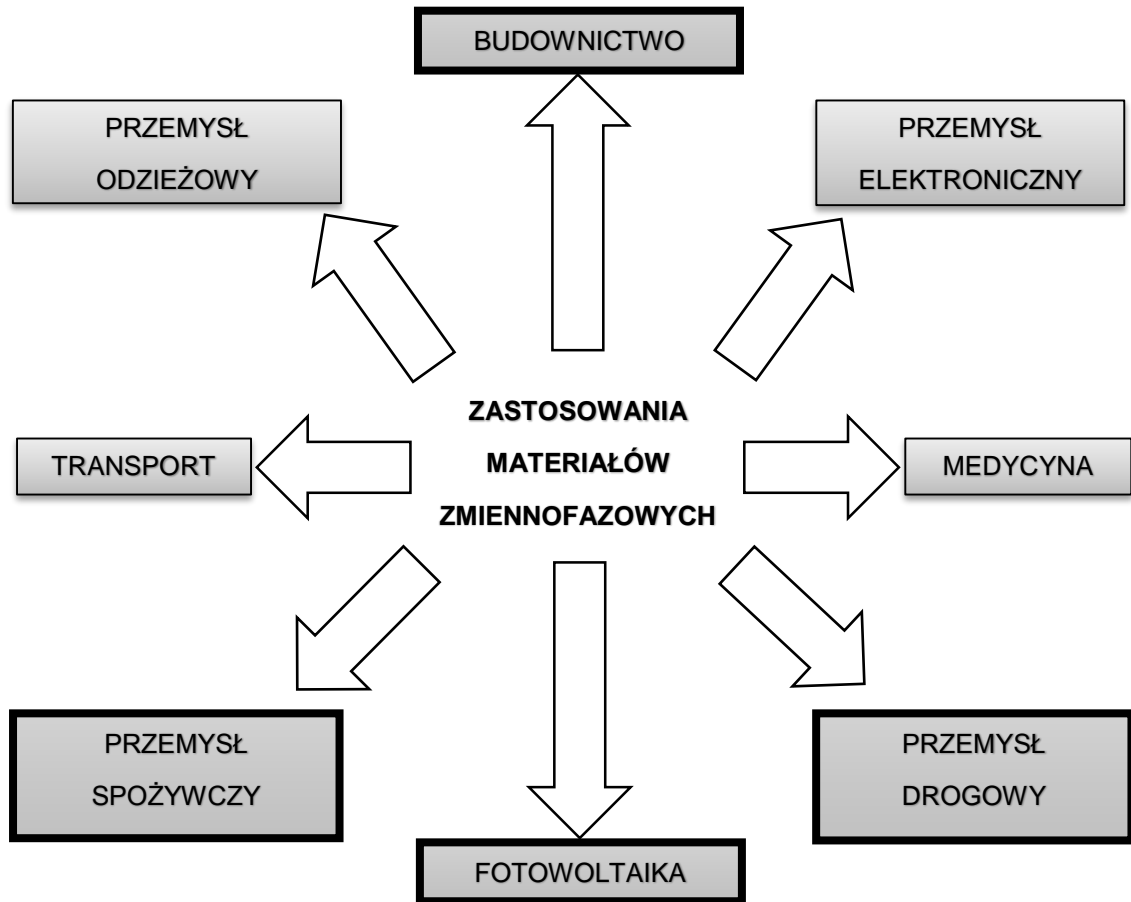 BUDOWNICTWO
PRZEMYSŁ
ODZIEŻOWY
PRZEMYSŁ
ELEKTRONICZNY
ZASTOSOWANIA
MATERIAŁÓW
ZMIENNOFAZOWYCH
TRANSPORT
MEDYCYNA
PRZEMYSŁ
SPOŻYWCZY
PRZEMYSŁ
DROGOWY
FOTOWOLTAIKA